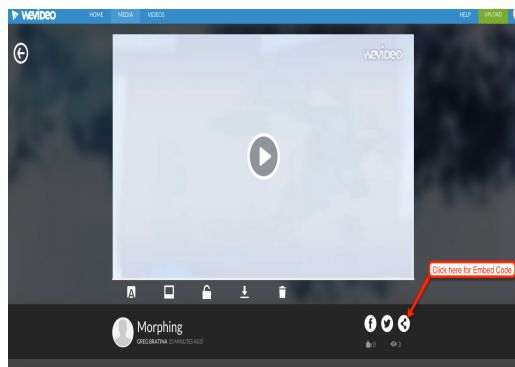 WeVideo HOME MEDIA VIDEOS HELP UPLOAD
WeVideo
Click here for Embed Code
A
Morphing
GREG BRATINA 23 MINUTES AGO
0 3